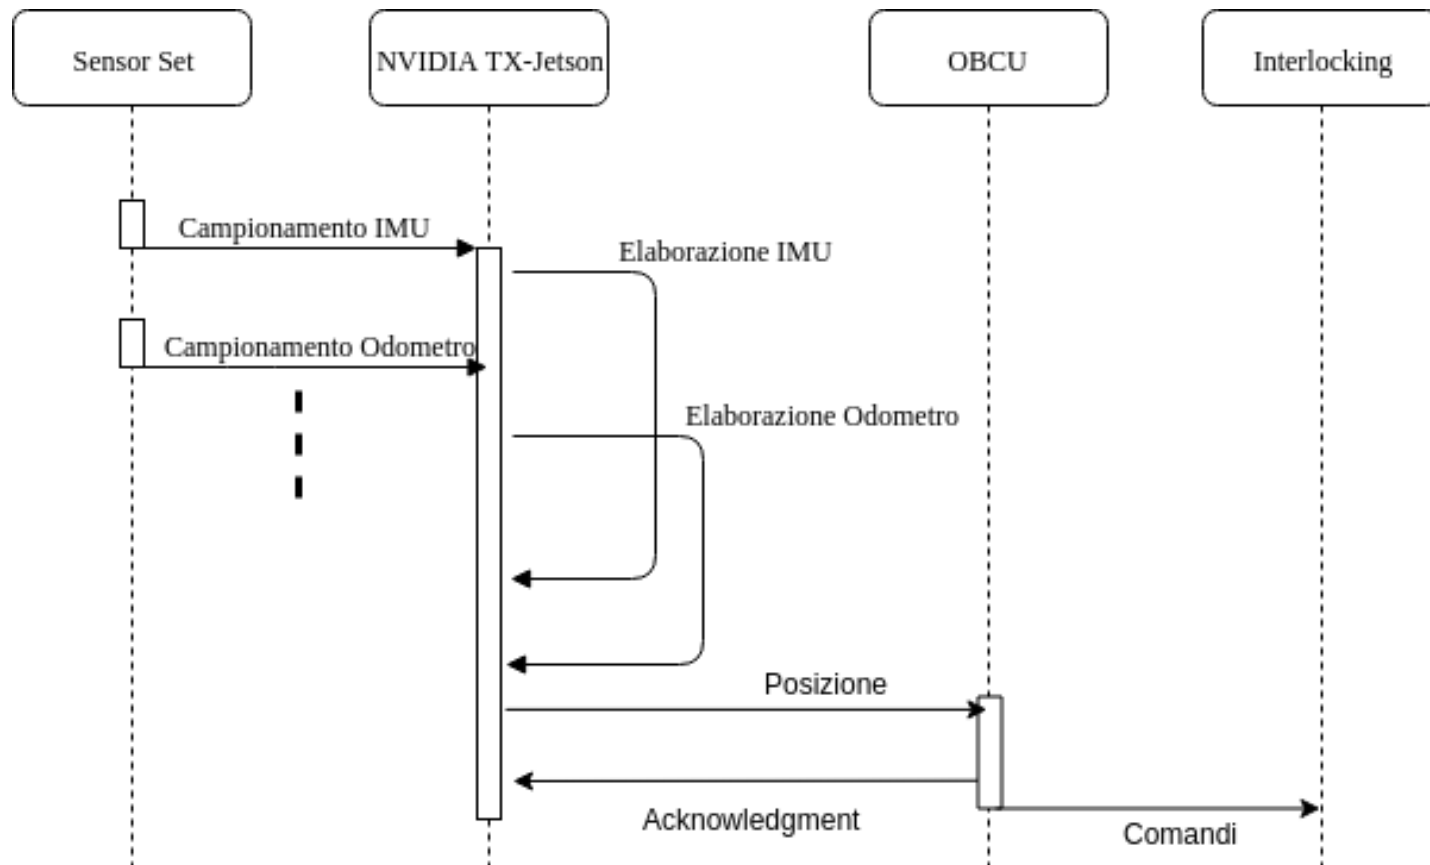 Sensor Set
NVIDIA TX-Jetson
OBCU
Interlocking
Campionamento IMU
Elaborazione IMU
Campionamento Odometro
Elaborazione Odometro
Posizione
Acknowledgment
Comandi